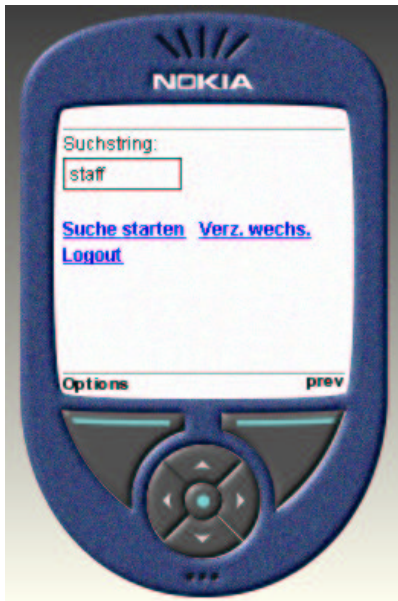 NOKIA
Suchstring:
staff
Suche starten Verz. wechs.
Logout
Options prev